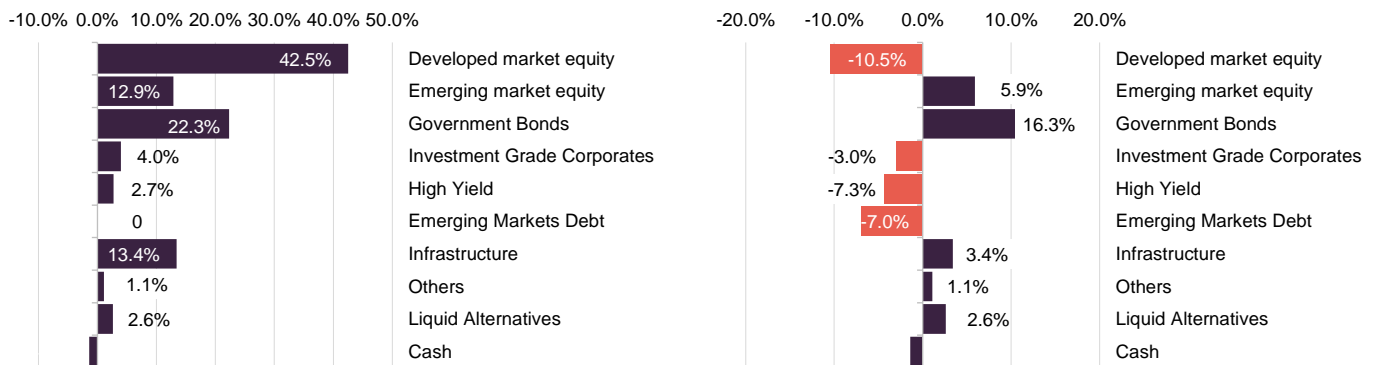 -10.0% 0.0% 10.0% 20.0% 30.0% 40.0% 50.0%
42.5% Developed market equity
12.9% Emerging market equity
22.3% Government Bonds
4.0% Investment Grade Corporates
2.7% High Yield
0 Emerging Markets Debt
13.4% Infrastructure
1.1% Others
2.6% Liquid Alternatives
Cash
-20.0% -10.0% 0.0% 10.0% 20.0%
-10.5% Developed market equity
5.9% Emerging market equity
16.3% Government Bonds
-3.0% Investment Grade Corporates
-7.3% High Yield
-7.0% Emerging Markets Debt
3.4% Infrastructure
1.1% Others
2.6% Liquid Alternatives
Cash